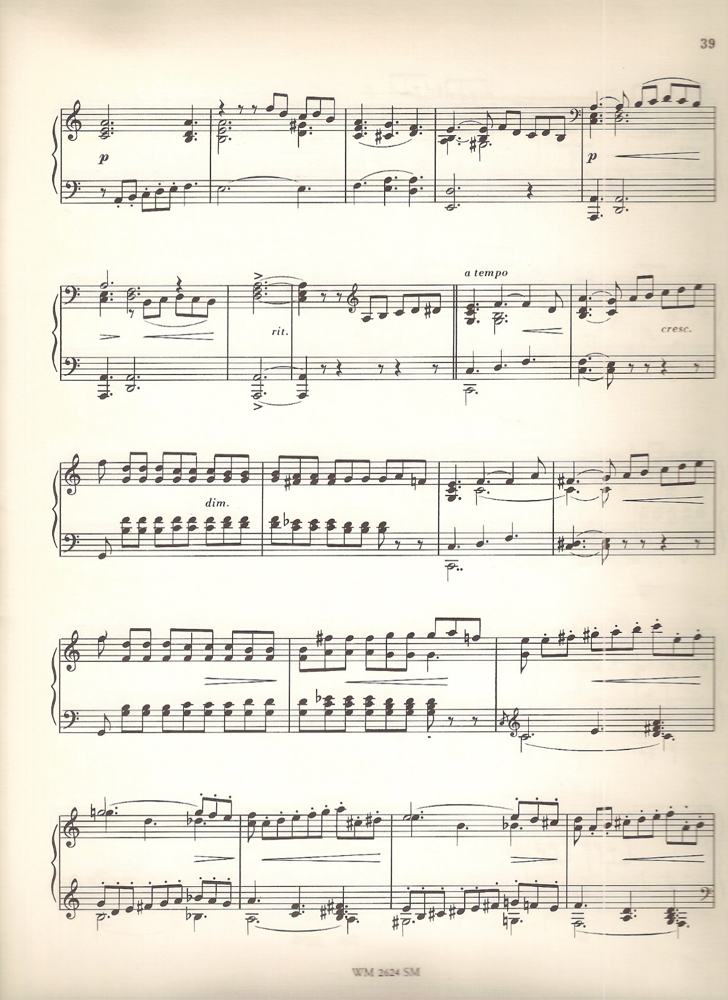 39
p
p
a tempo
rit.
cresc.
dim.
WM 2624 SM